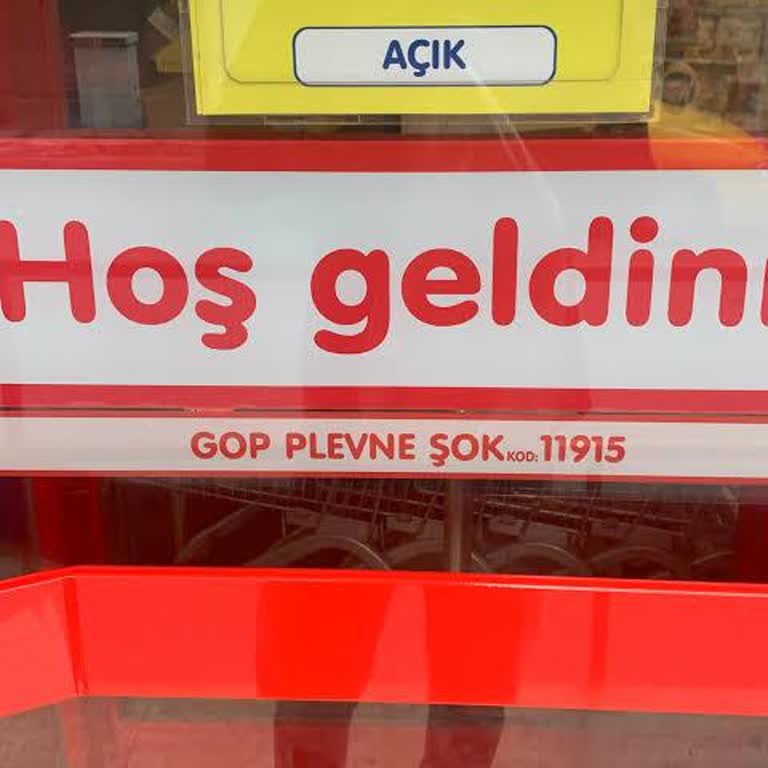 AÇIK
Hoş geldin
GOP PLEVNE ŞOK KOD: 11915